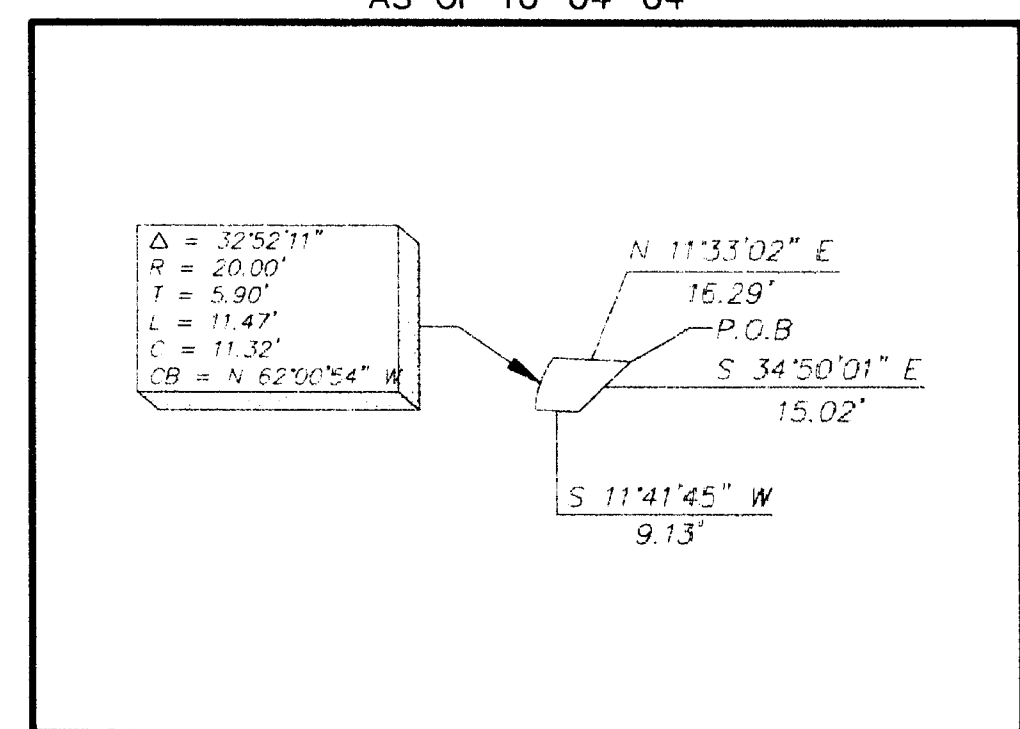 AS OF 10-04-04
Δ = 32°52'11"
R = 20.00'
T = 5.90'
L = 11.47'
C = 11.32'
CB = N 62°00'54" W
N 11°33'02" E
16.29'
P.O.B
S 34°50'01" E
15.02'
S 11°41'45" W
9.13'